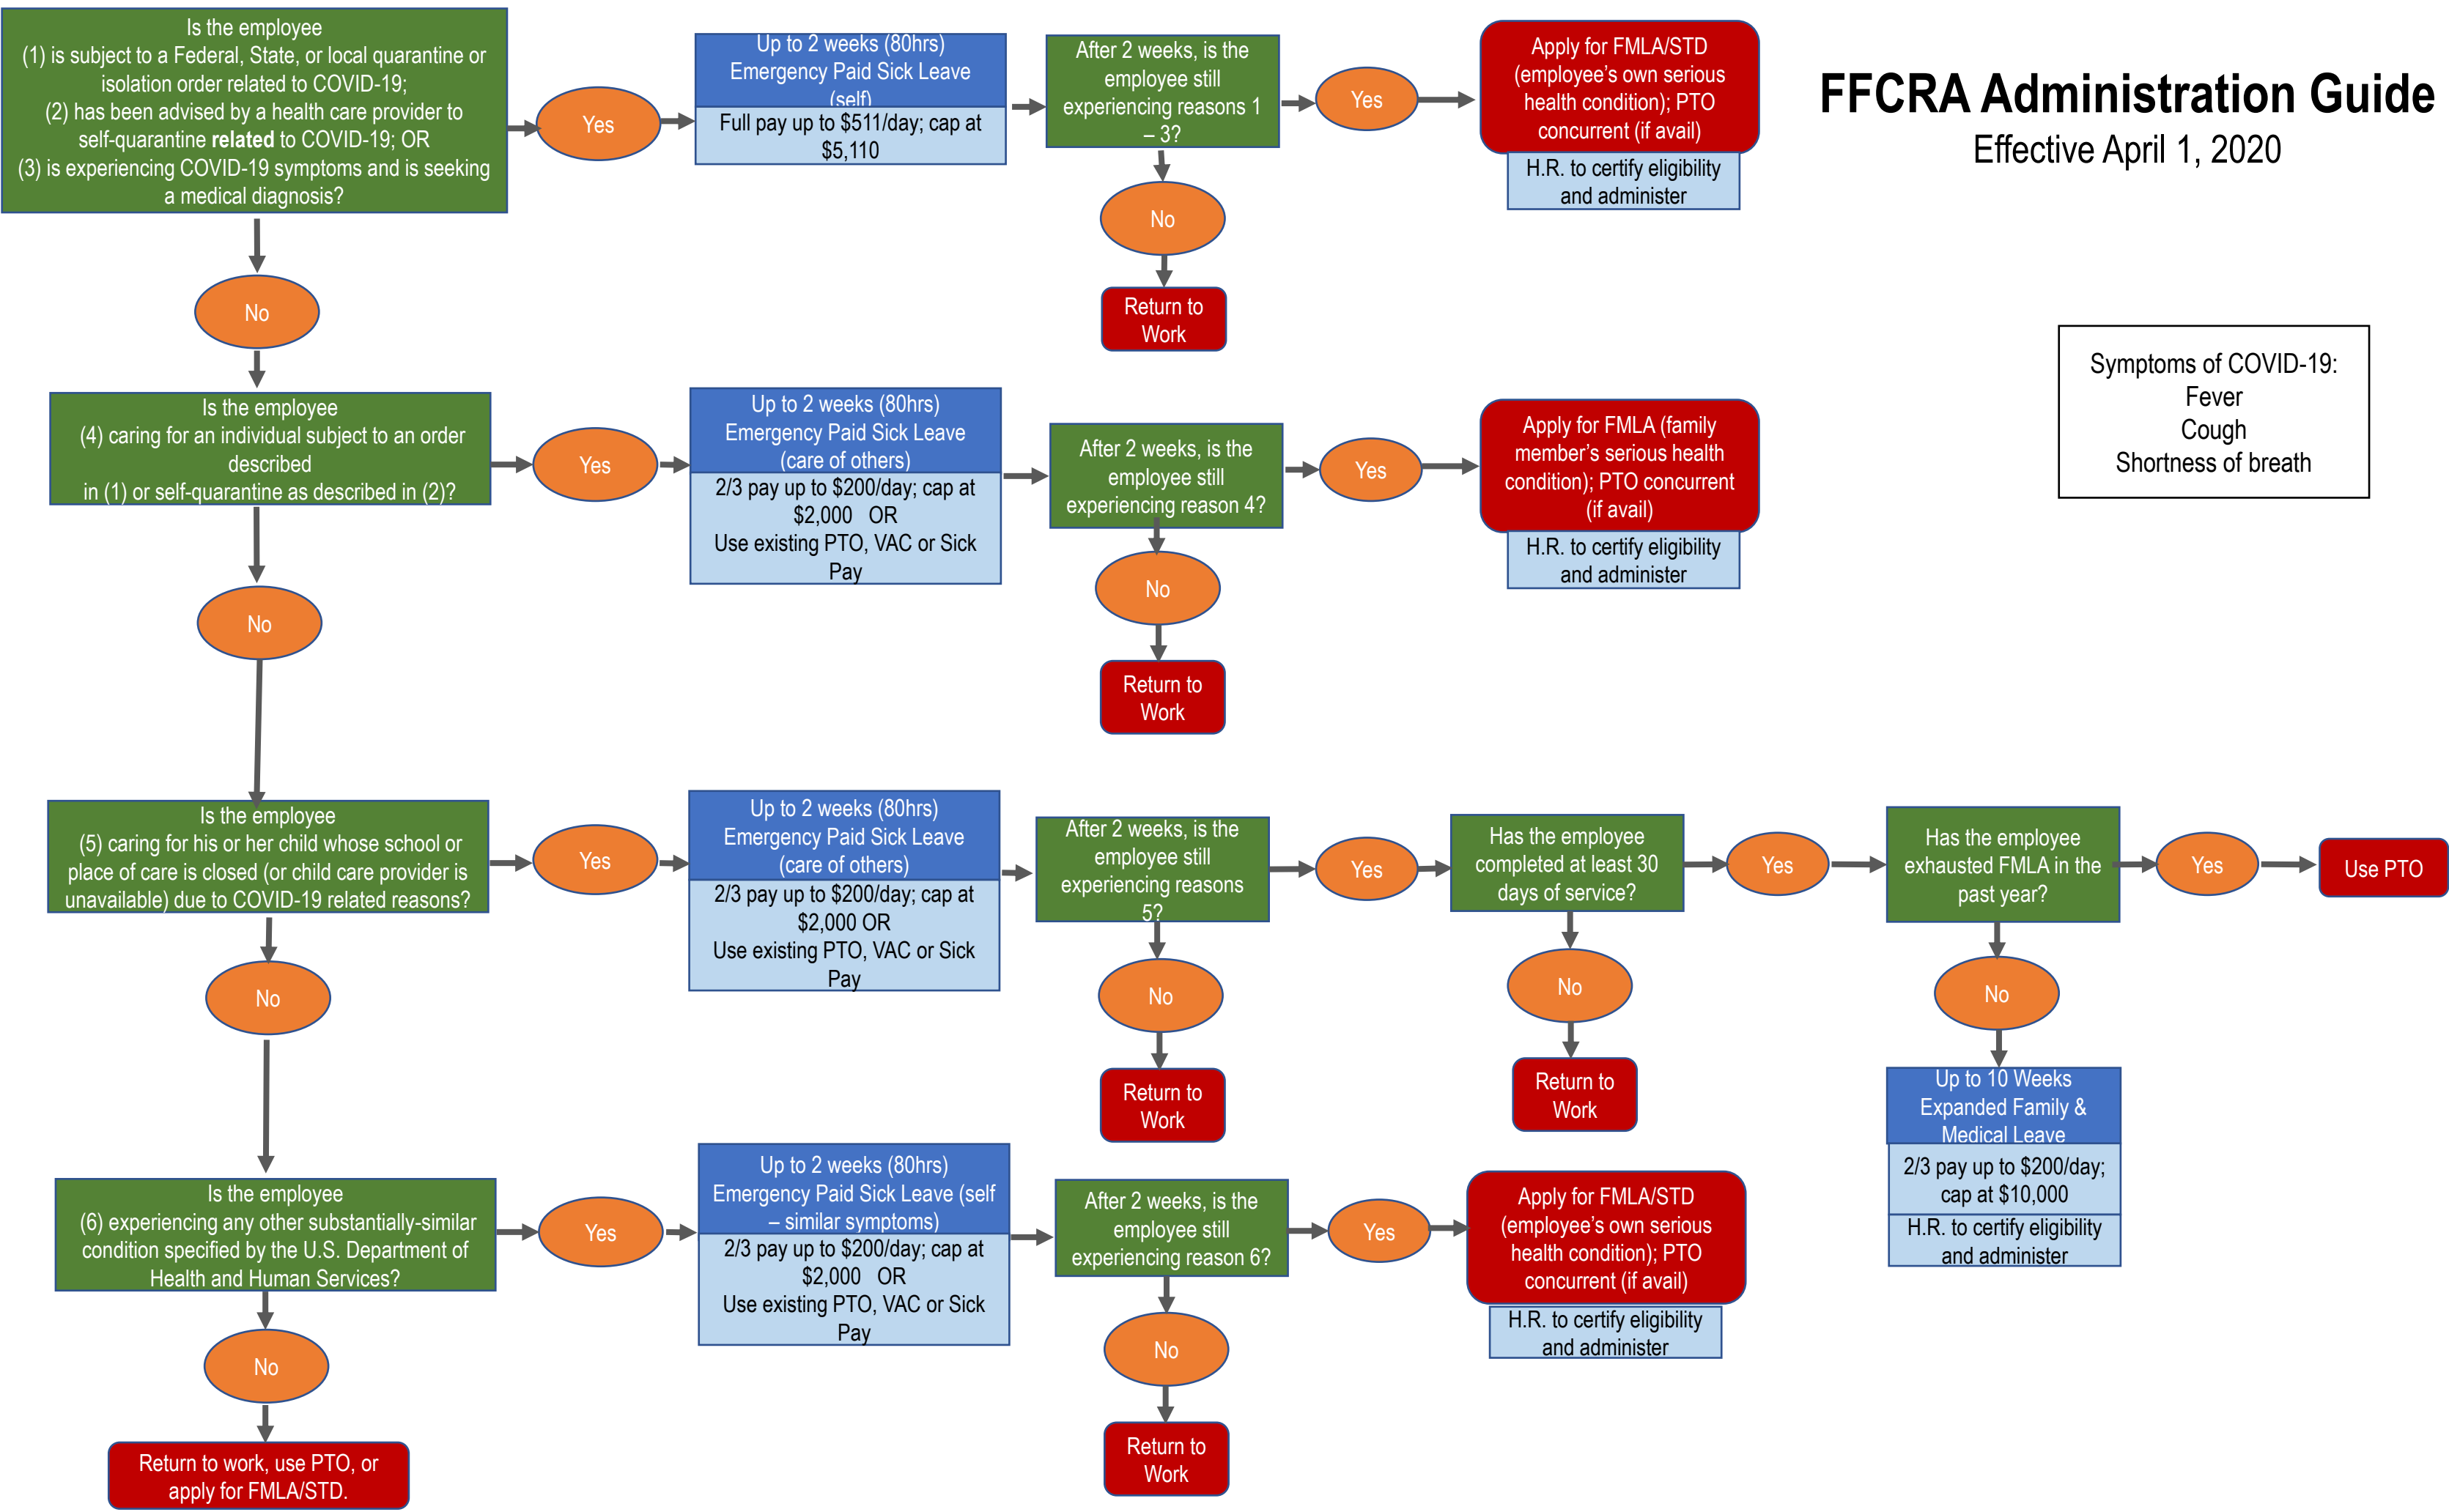 Is the employee
(1) is subject to a Federal, State, or local quarantine or
isolation order related to COVID-19;
(2) has been advised by a health care provider to
self-quarantine related to COVID-19; OR
(3) is experiencing COVID-19 symptoms and is seeking
a medical diagnosis?
Yes
Up to 2 weeks (80hrs)
Emergency Paid Sick Leave
(self)
Full pay up to $511/day; cap at
$5,110
After 2 weeks, is the
employee still
experiencing reasons 1
– 3?
Yes
Apply for FMLA/STD
(employee’s own serious
health condition); PTO
concurrent (if avail)
H.R. to certify eligibility
and administer
FFCRA Administration Guide
Effective April 1, 2020
No
Return to
Work
No
Symptoms of COVID-19:
Fever
Cough
Shortness of breath
Is the employee
(4) caring for an individual subject to an order
described
in (1) or self-quarantine as described in (2)?
Yes
Up to 2 weeks (80hrs)
Emergency Paid Sick Leave
(care of others)
2/3 pay up to $200/day; cap at
$2,000 OR
Use existing PTO, VAC or Sick
Pay
After 2 weeks, is the
employee still
experiencing reason 4?
Yes
Apply for FMLA (family
member’s serious health
condition); PTO concurrent
(if avail)
H.R. to certify eligibility
and administer
No
Return to
Work
No
Is the employee
(5) caring for his or her child whose school or
place of care is closed (or child care provider is
unavailable) due to COVID-19 related reasons?
Yes
Up to 2 weeks (80hrs)
Emergency Paid Sick Leave
(care of others)
2/3 pay up to $200/day; cap at
$2,000 OR
Use existing PTO, VAC or Sick
Pay
After 2 weeks, is the
employee still
experiencing reasons
5?
Yes
Has the employee
completed at least 30
days of service?
Yes
Has the employee
exhausted FMLA in the
past year?
Yes
Use PTO
No
Return to
Work
No
Return to
Work
No
Up to 10 Weeks
Expanded Family &
Medical Leave
2/3 pay up to $200/day;
cap at $10,000
H.R. to certify eligibility
and administer
No
Is the employee
(6) experiencing any other substantially-similar
condition specified by the U.S. Department of
Health and Human Services?
Yes
Up to 2 weeks (80hrs)
Emergency Paid Sick Leave (self
– similar symptoms)
2/3 pay up to $200/day; cap at
$2,000 OR
Use existing PTO, VAC or Sick
Pay
After 2 weeks, is the
employee still
experiencing reason 6?
Yes
Apply for FMLA/STD
(employee’s own serious
health condition); PTO
concurrent (if avail)
H.R. to certify eligibility
and administer
No
Return to
Work
No
Return to work, use PTO, or
apply for FMLA/STD.